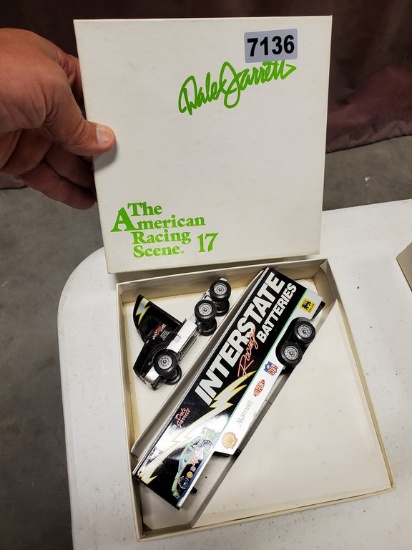 7136
Dale Jarrett
The
American
Racing
Scene. 17
INTERSTATE
Racing
BATTERIES